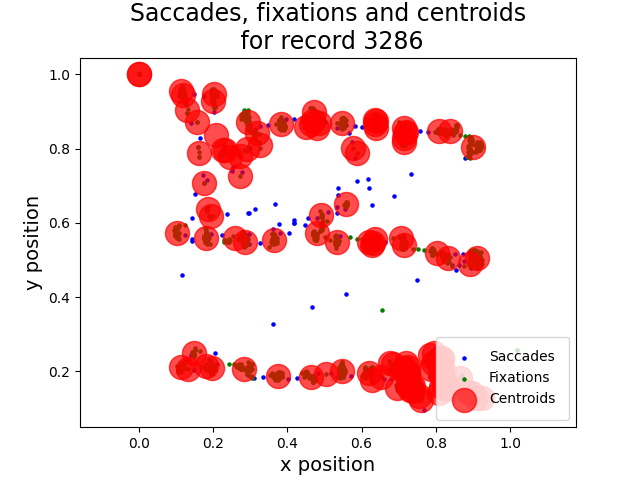 Saccades, fixations and centroids
for record 3286
y position
1.0
0.8
0.6
0.4
0.2
0.0
0.2
0.4
0.6
0.8
1.0
x position
Saccades
Fixations
Centroids